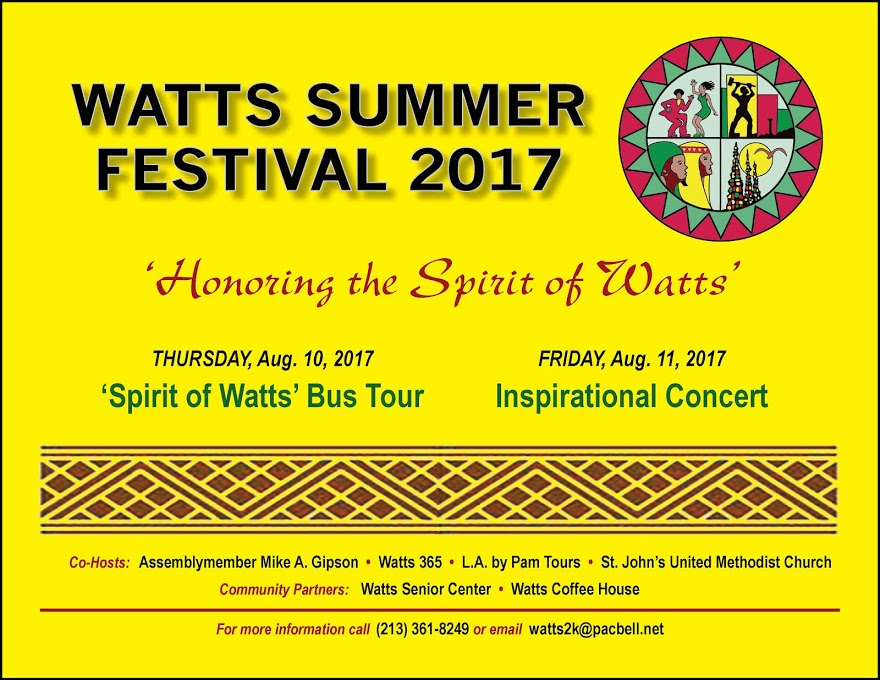 WATTS SUMMER
FESTIVAL 2017
‘Honoring the Spirit of Watts’
THURSDAY, Aug. 10, 2017
‘Spirit of Watts’ Bus Tour
FRIDAY, Aug. 11, 2017
Inspirational Concert
Co-Hosts: Assemblymember Mike A. Gipson • Watts 365 • L.A. by Pam Tours • St. John’s United Methodist Church
Community Partners: Watts Senior Center • Watts Coffee House
For more information call (213) 361-8249 or email watts2k@pacbell.net